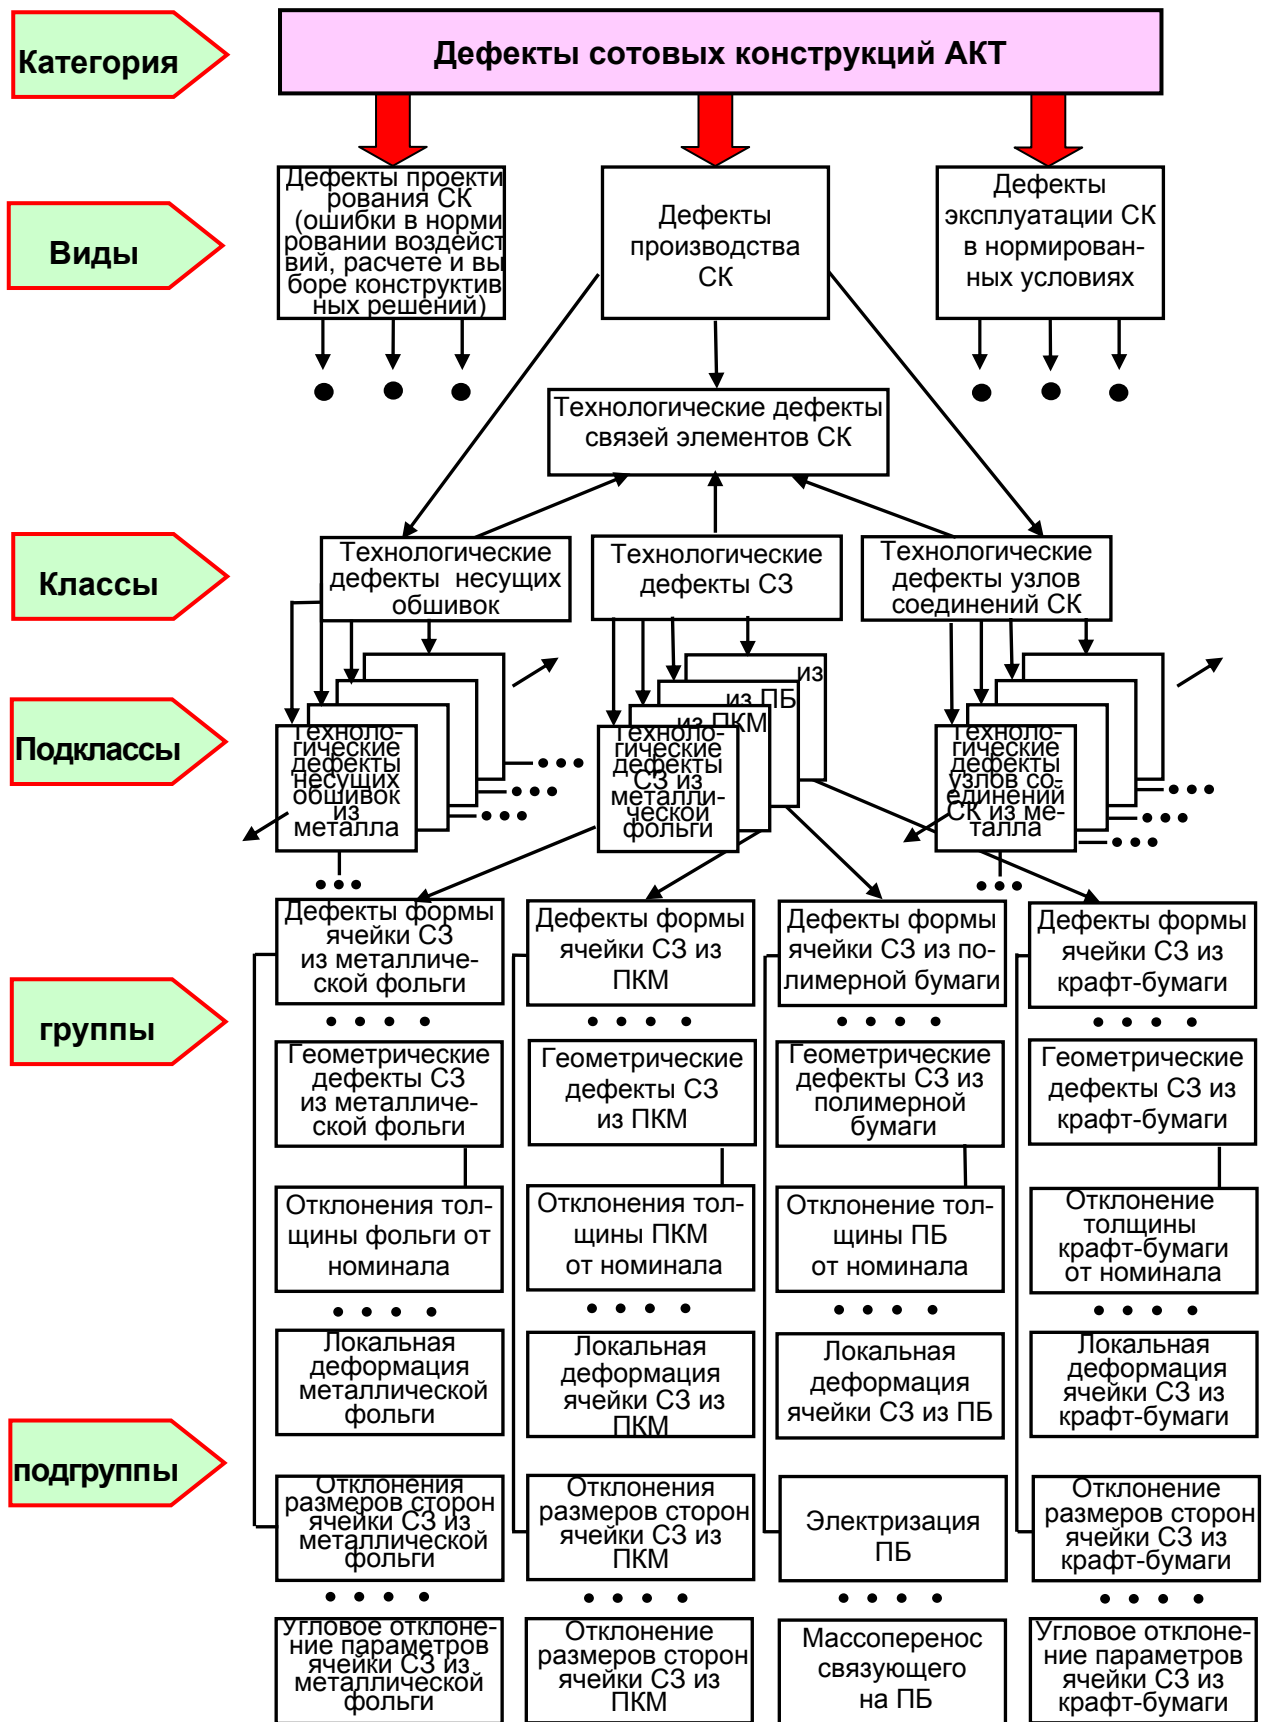 Категория
Дефекты сотовых конструкций АКТ
Виды
Дефекты проекти
рования СК
(ошибки в норми
ровании воздейст
вий, расчете и вы
боре конструктив
ных решений)
Дефекты
производства
СК
Дефекты
эксплуатации СК
в нормирован-
ных условиях
Технологические дефекты
связей элементов СК
Классы
Технологические
дефекты несущих
обшивок
Технологические
дефекты СЗ
Технологические
дефекты узлов
соединений СК
Подклассы
Техноло-
гические
дефекты
несущих
обшивок
из
металла
из
из ПБ
из ПКМ
Техноло-
гические
дефекты
СЗ из
металли-
ческой
фольги
Техноло-
гические
дефекты
узлов со-
единений
СК из ме-
талла
группы
Дефекты формы
ячейки СЗ
из металличе-
ской фольги
Дефекты формы
ячейки СЗ из
ПКМ
Дефекты формы
ячейки СЗ из по-
лимерной бумаги
Дефекты формы
ячейки СЗ из
крафт-бумаги
Геометрические
дефекты СЗ
из металличе-
ской фольги
Геометрические
дефекты СЗ
из ПКМ
Геометрические
дефекты СЗ из
полимерной
бумаги
Геометрические
дефекты СЗ из
крафт-бумаги
Отклонения тол-
щины фольги от
номинала
Отклонения тол-
щины ПКМ
от номинала
Отклонение тол-
щины ПБ
от номинала
Отклонение
толщины
крафт-бумаги
от номинала
подгруппы
Локальная
деформация
металлической
фольги
Локальная
деформация
ячейки СЗ из
ПКМ
Локальная
деформация
ячейки СЗ из ПБ
Локальная
деформация
ячейки СЗ из
крафт-бумаги
Отклонения
размеров сторон
ячейки СЗ из
металлической
фольги
Отклонения
размеров сторон
ячейки СЗ из
ПКМ
Электризация
ПБ
Отклонение
размеров сторон
ячейки СЗ из
крафт-бумаги
Угловое отклоне-
ние параметров
ячейки СЗ из
металлической
фольги
Отклонение
размеров сторон
ячейки СЗ из
ПКМ
Массоперенос
связующего
на ПБ
Угловое отклоне-
ние параметров
ячейки СЗ из
крафт-бумаги